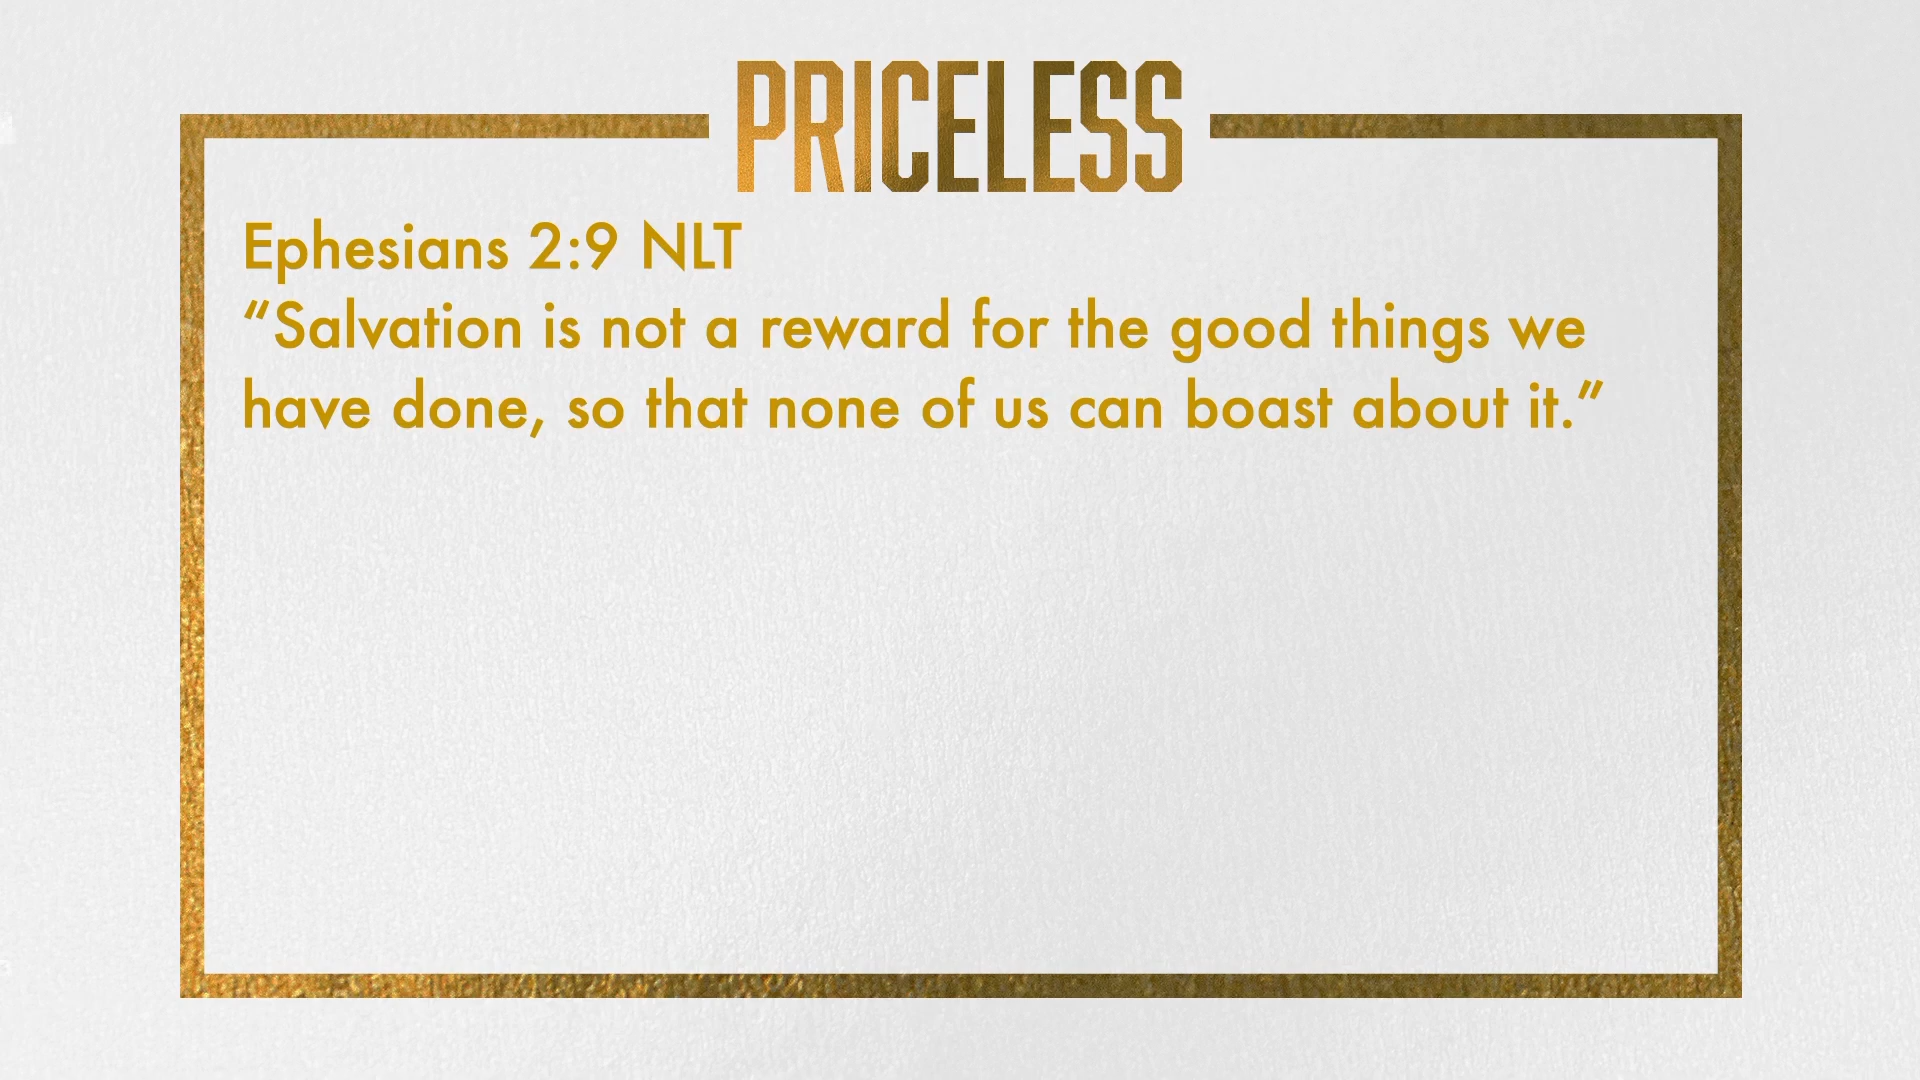 PRICELESS
Ephesians 2:9 NLT
“Salvation is not a reward for the good things we
have done, so that none of us can boast about it.”